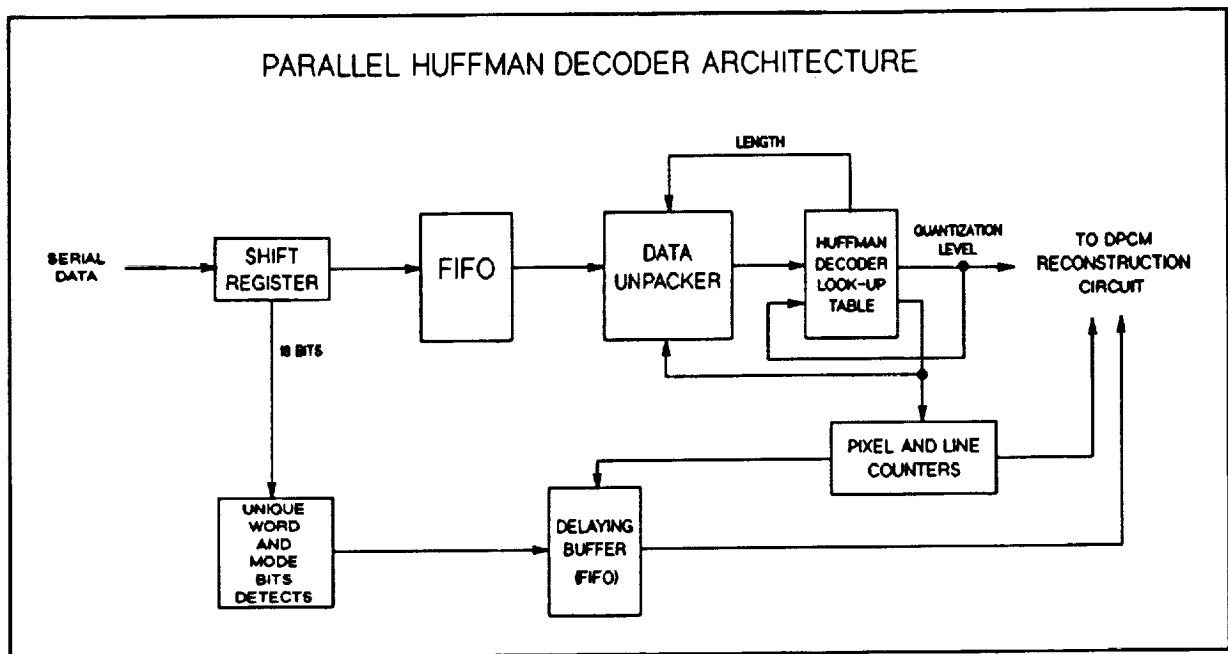 PARALLEL HUFFMAN DECODER ARCHITECTURE
LENGTH
SERIAL
DATA
SHIFT
REGISTER
FIFO
DATA
UNPACKER
HUFFMAN
DECODER
LOOK-UP
TABLE
QUANTIZATION
LEVEL
TO DPCM
RECONSTRUCTION
CIRCUIT
18 BITS
PIXEL AND LINE
COUNTERS
UNIQUE
WORD
AND
MODE
BITS
DETECTS
DELAYING
BUFFER
(FIFO)